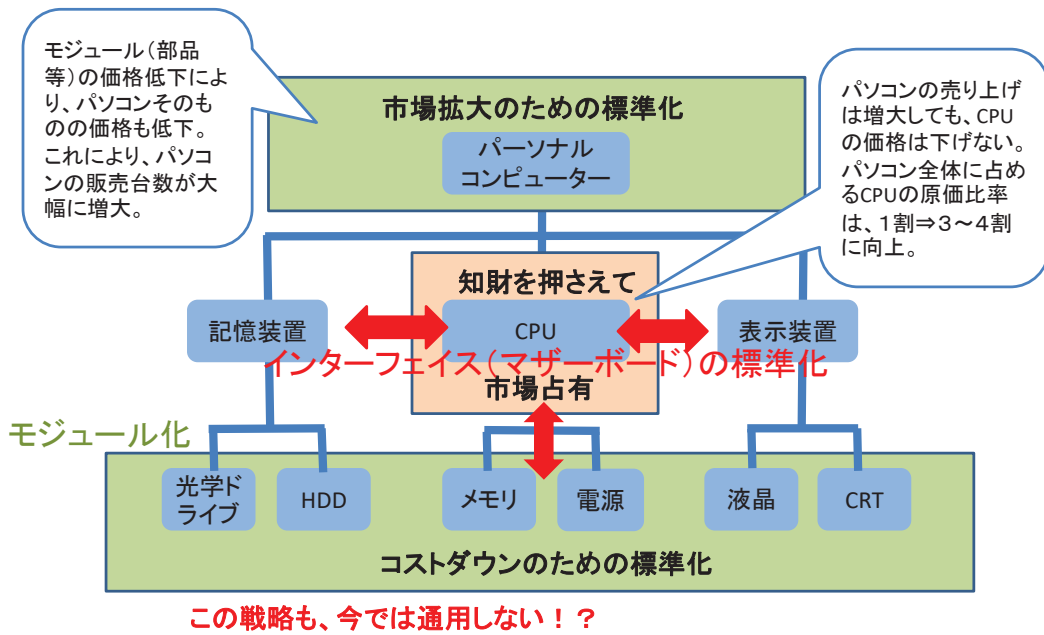 モジュール（部品
等）の価格低下によ
り、パソコンそのも
のの価格も低下。
これにより、パソコ
ンの販売台数が大
幅に増大。
市場拡大のための標準化
パーソナル
コンピューター
パソコンの売り上げ
は増大しても、CPU
の価格は下げない。
パソコン全体に占め
るCPUの原価比率
は、１割⇒３～４割
に向上。
知財を押さえて
記憶装置
CPU
表示装置
インターフェイス（マザーボード）の標準化
市場占有
モジュール化
光学ド
ライブ
HDD
メモリ
電源
液晶
CRT
コストダウンのための標準化
この戦略も、今では通用しない！？